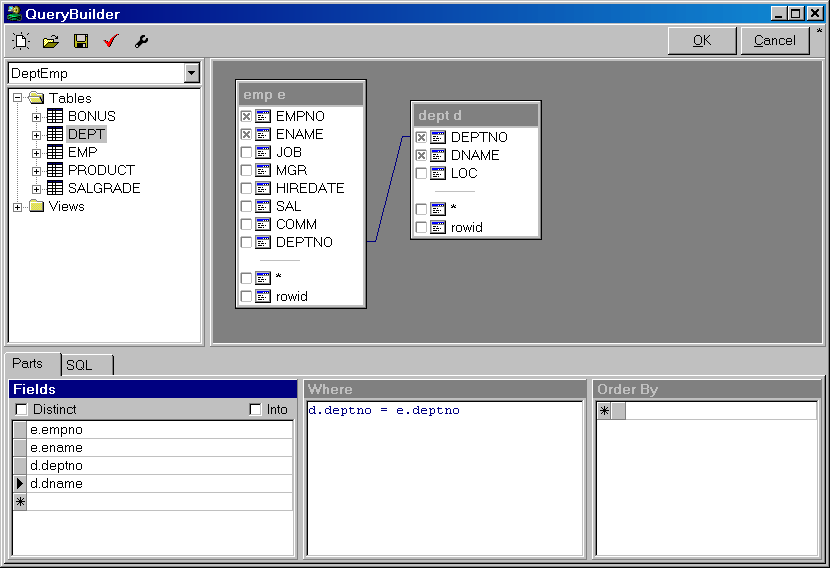 QueryBuilder
OK
Cancel
*
DeptEmp
Tables
BONUS
DEPT
EMP
PRODUCT
SALGRADE
Views
emp e
EMPNO
ENAME
JOB
MGR
HIREDATE
SAL
COMM
DEPTNO
*
rowid
dept d
DEPTNO
DNAME
LOC
*
rowid
Parts
SQL
Fields
Distinct
Into
e.empno
e.ename
d.deptno
d.dname
*
Where
d.deptno = e.deptno
Order By
*